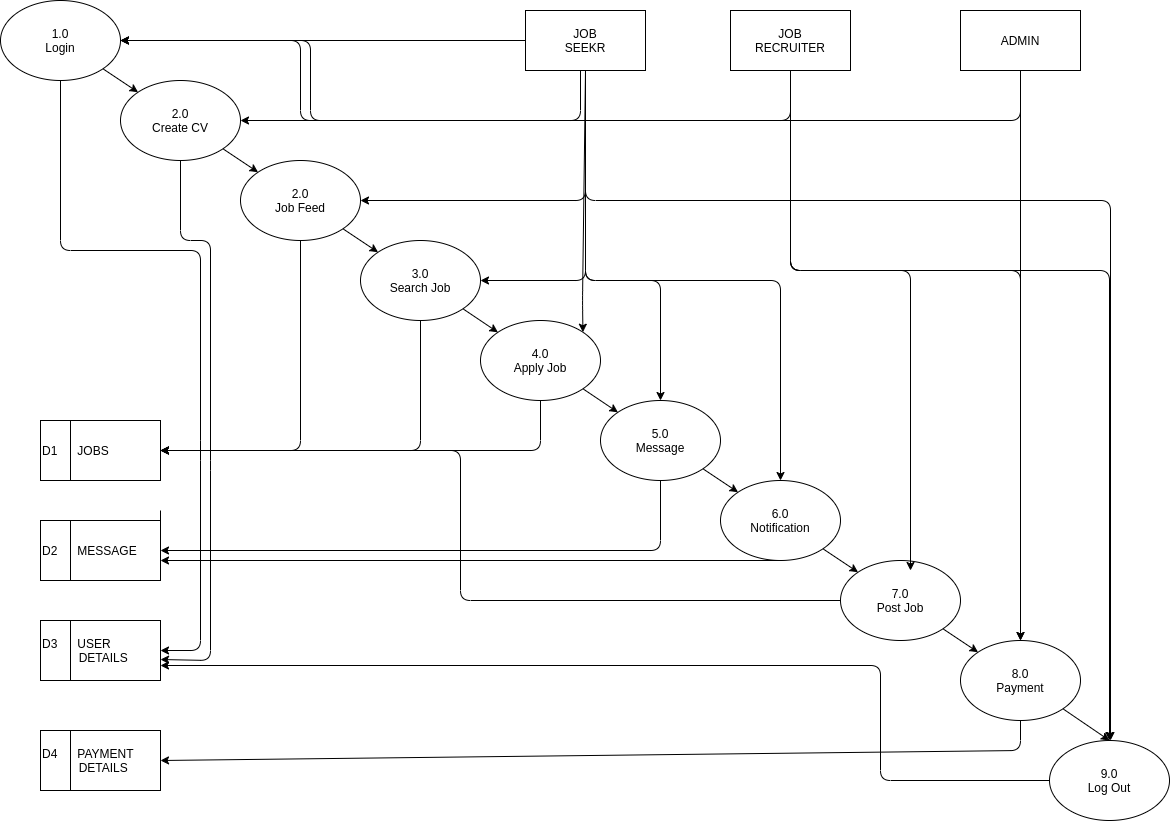 1.0
Login
JOB
SEEKR
JOB
RECRUITER
ADMIN
2.0
Create CV
2.0
Job Feed
3.0
Search Job
4.0
Apply Job
5.0
Message
6.0
Notification
7.0
Post Job
8.0
Payment
9.0
Log Out
D1 JOBS
D2 MESSAGE
D3 USER
DETAILS
D4 PAYMENT
DETAILS